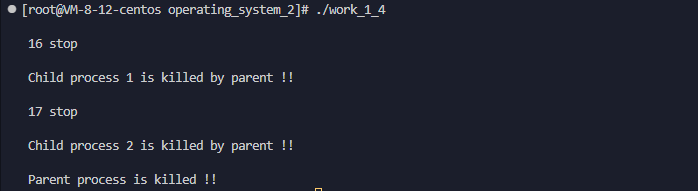 [root@VM-8-12-centos operating_system_2]# ./work_1_4
16 stop
Child process 1 is killed by parent !!
17 stop
Child process 2 is killed by parent !!
Parent process is killed !!